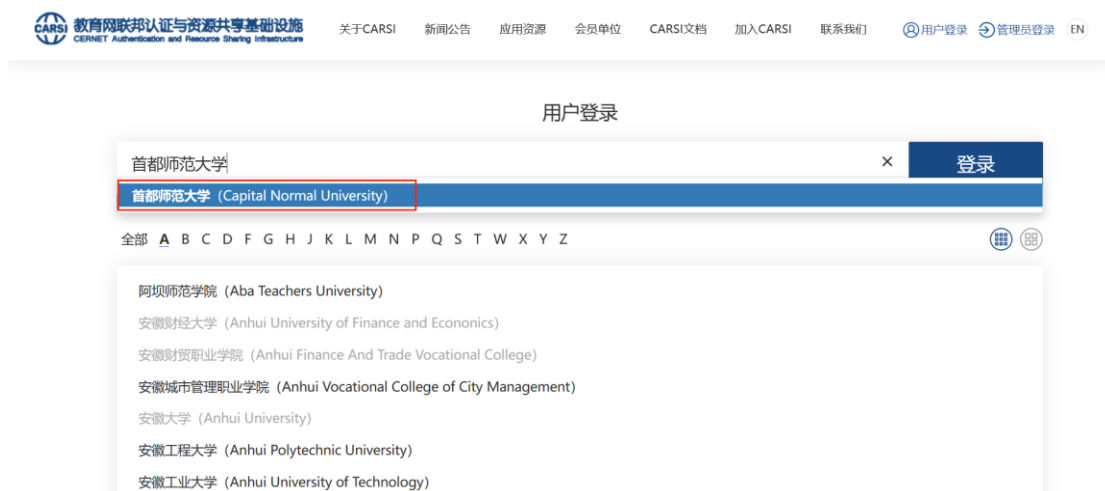 CARSI 教育网联邦认证与资源共享基础设施
CERNET Authentication and Resource Sharing Infrastructure
关于CARSI 新闻公告 应用资源 会员单位 CARSI文档 加入CARSI 联系我们 用户登录 管理员登录 EN
用户登录
首都师范大学 × 登录
首都师范大学（Capital Normal University）
全部 A B C D F G H J K L M N P Q S T W X Y Z
阿坝师范学院（Aba Teachers University）
安徽财经大学（Anhui University of Finance and Econonics）
安徽财贸职业学院（Anhui Finance And Trade Vocational College）
安徽城市管理职业学院（Anhui Vocational College of City Management）
安徽大学（Anhui University）
安徽工程大学（Anhui Polytechnic University）
安徽工业大学（Anhui University of Technology）